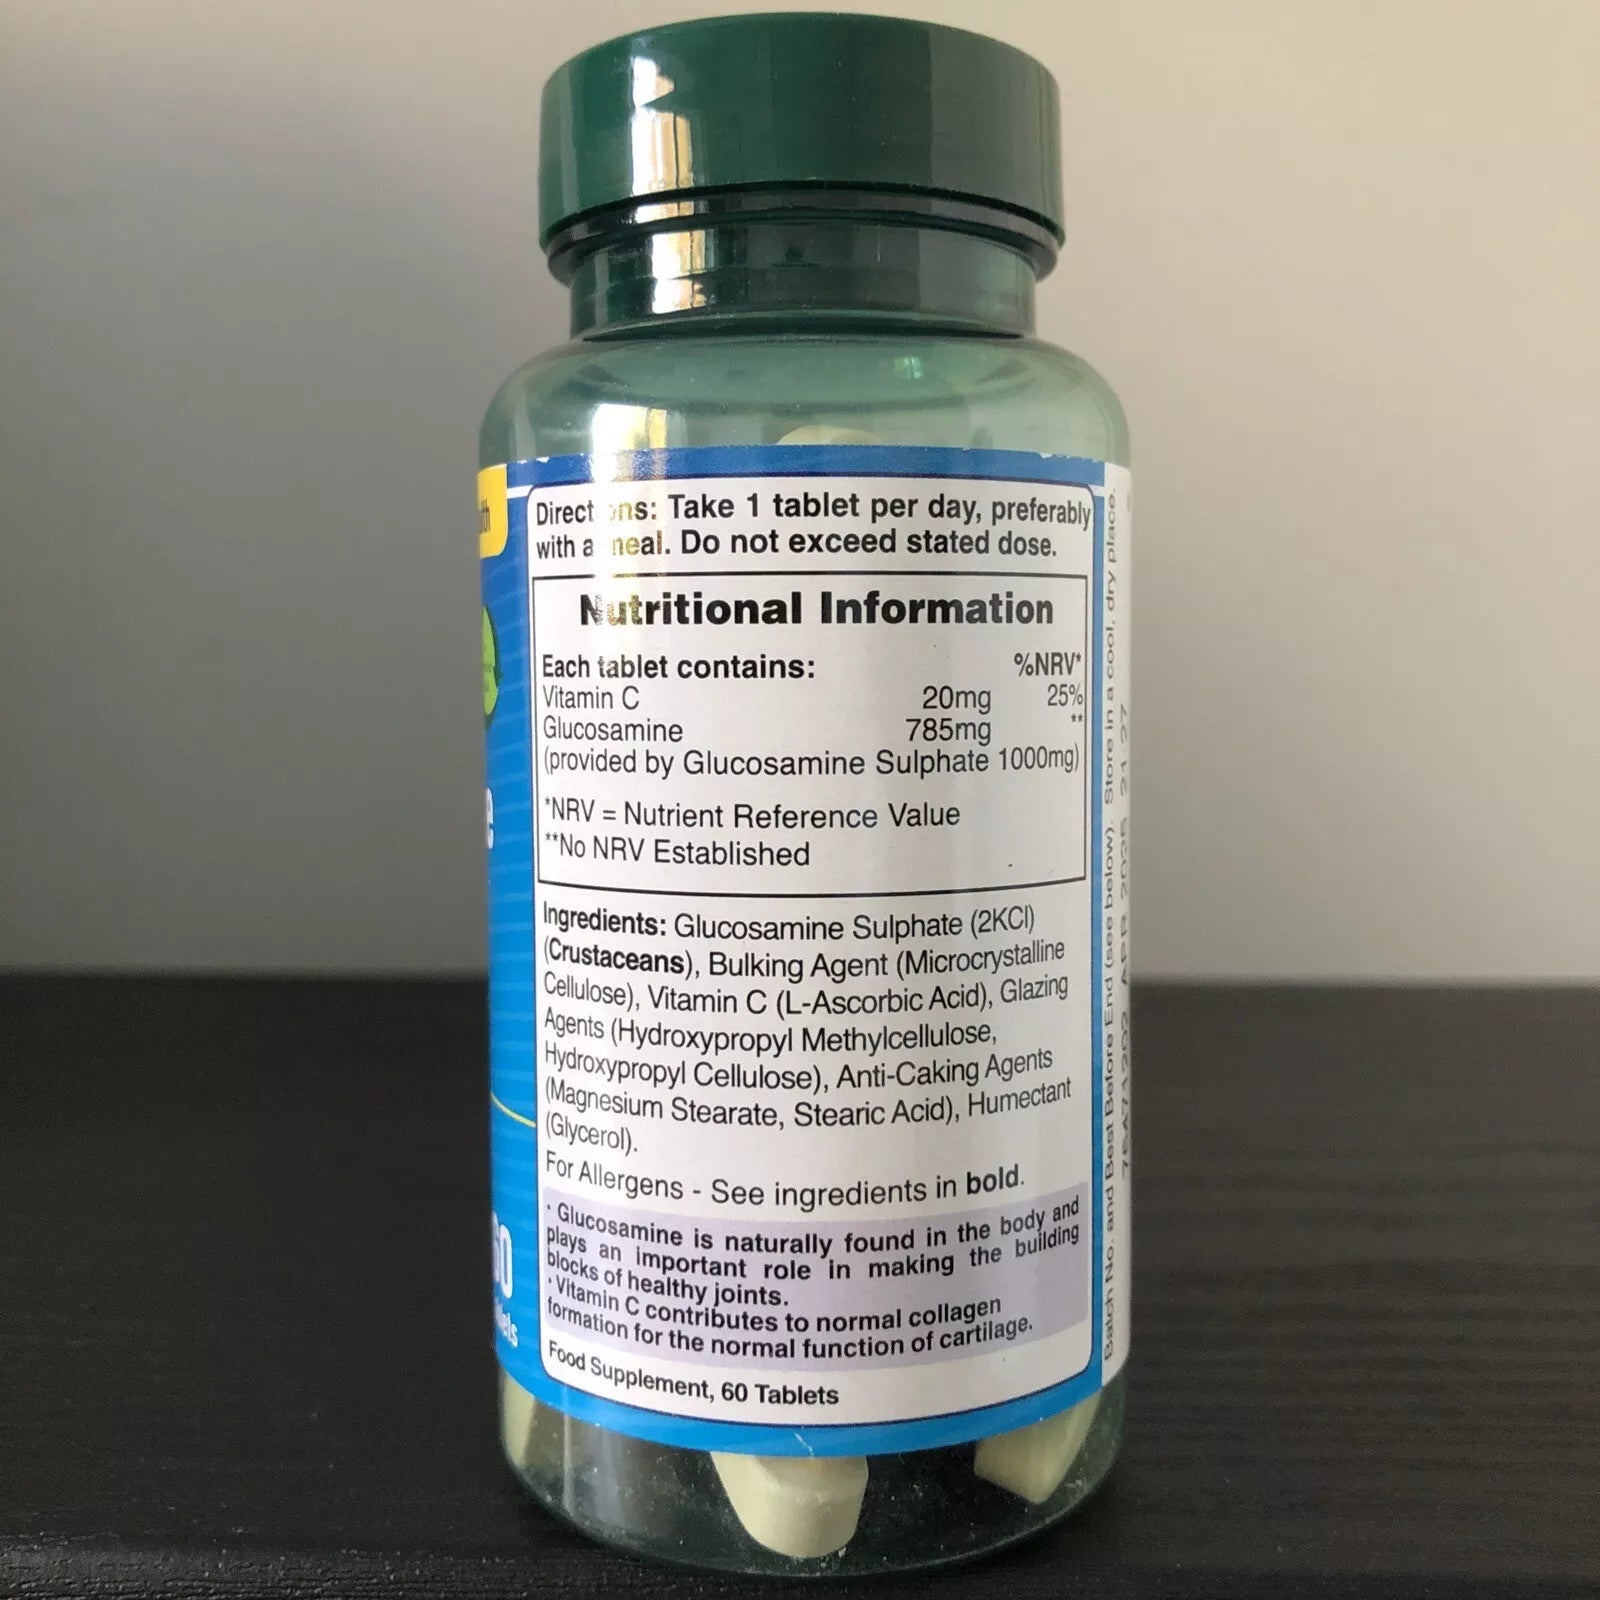 Directions: Take 1 tablet per day, preferably
with a meal. Do not exceed stated dose.
Nutritional Information
Each tablet contains: %NRV*
Vitamin C 20mg 25%
Glucosamine 785mg **
(provided by Glucosamine Sulphate 1000mg)
*NRV = Nutrient Reference Value
**No NRV Established
Ingredients: Glucosamine Sulphate (2KCl)
(Crustaceans), Bulking Agent (Microcrystalline
Cellulose), Vitamin C (L-Ascorbic Acid), Glazing
Agents (Hydroxypropyl Methylcellulose,
Hydroxypropyl Cellulose), Anti-Caking Agents
(Magnesium Stearate, Stearic Acid), Humectant
(Glycerol).
For Allergens - See ingredients in bold.
· Glucosamine is naturally found in the body and
plays an important role in making the building
blocks of healthy joints.
· Vitamin C contributes to normal collagen
formation for the normal function of cartilage.
Food Supplement, 60 Tablets
Batch No. and Best Before End (see below). Store in a cool, dry place.
60